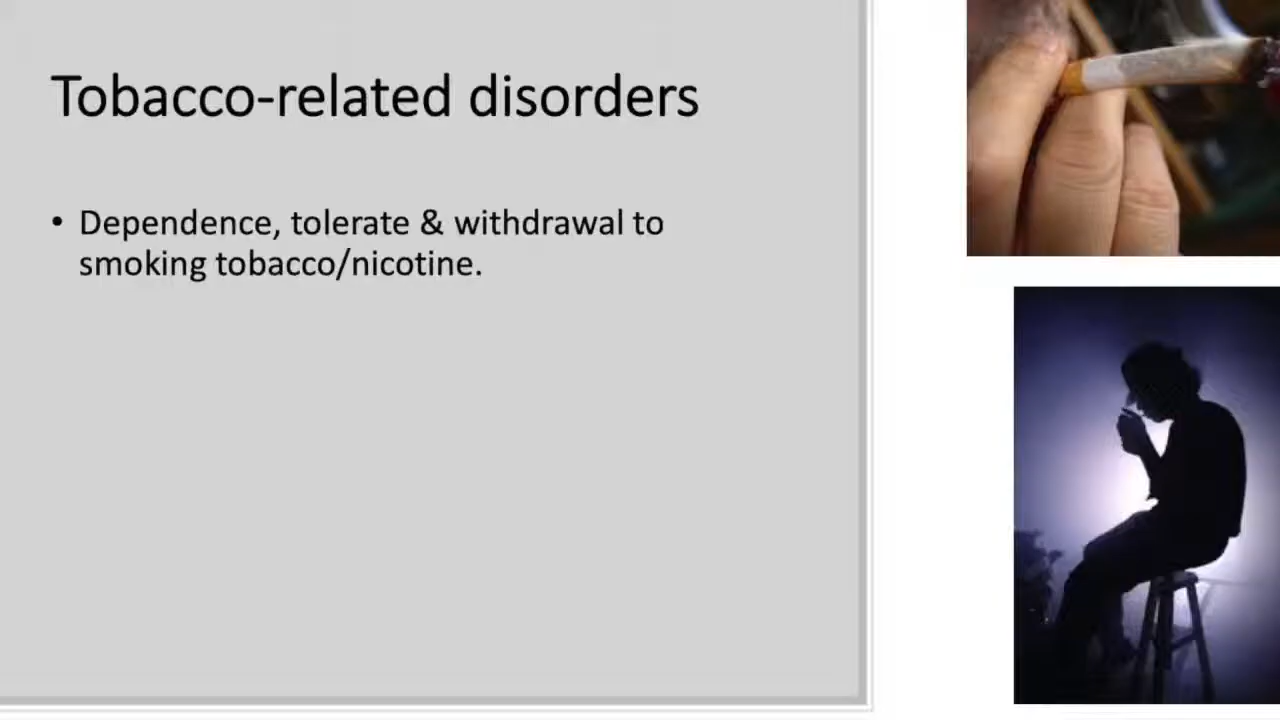 Tobacco-related disorders
• Dependence, tolerate & withdrawal to
smoking tobacco/nicotine.